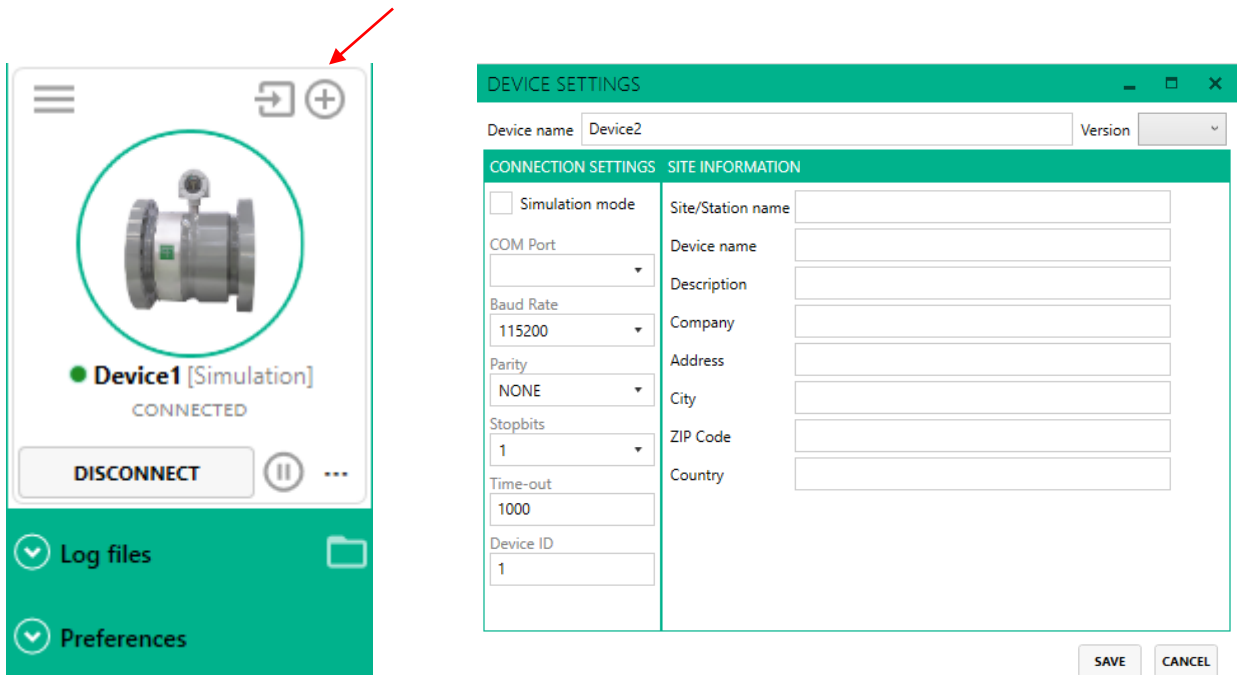 Device1 [Simulation]
CONNECTED
DISCONNECT
Log files
Preferences
DEVICE SETTINGS
Device name Device2 Version
CONNECTION SETTINGS SITE INFORMATION
Simulation mode
COM Port
Baud Rate
115200
Parity
NONE
Stopbits
1
Time-out
1000
Device ID
1
Site/Station name
Device name
Description
Company
Address
City
ZIP Code
Country
SAVE CANCEL